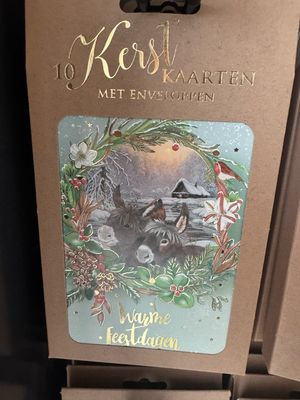 10 Kerst
KAARTEN
MET ENVELOPPEN
Warme
feestdagen